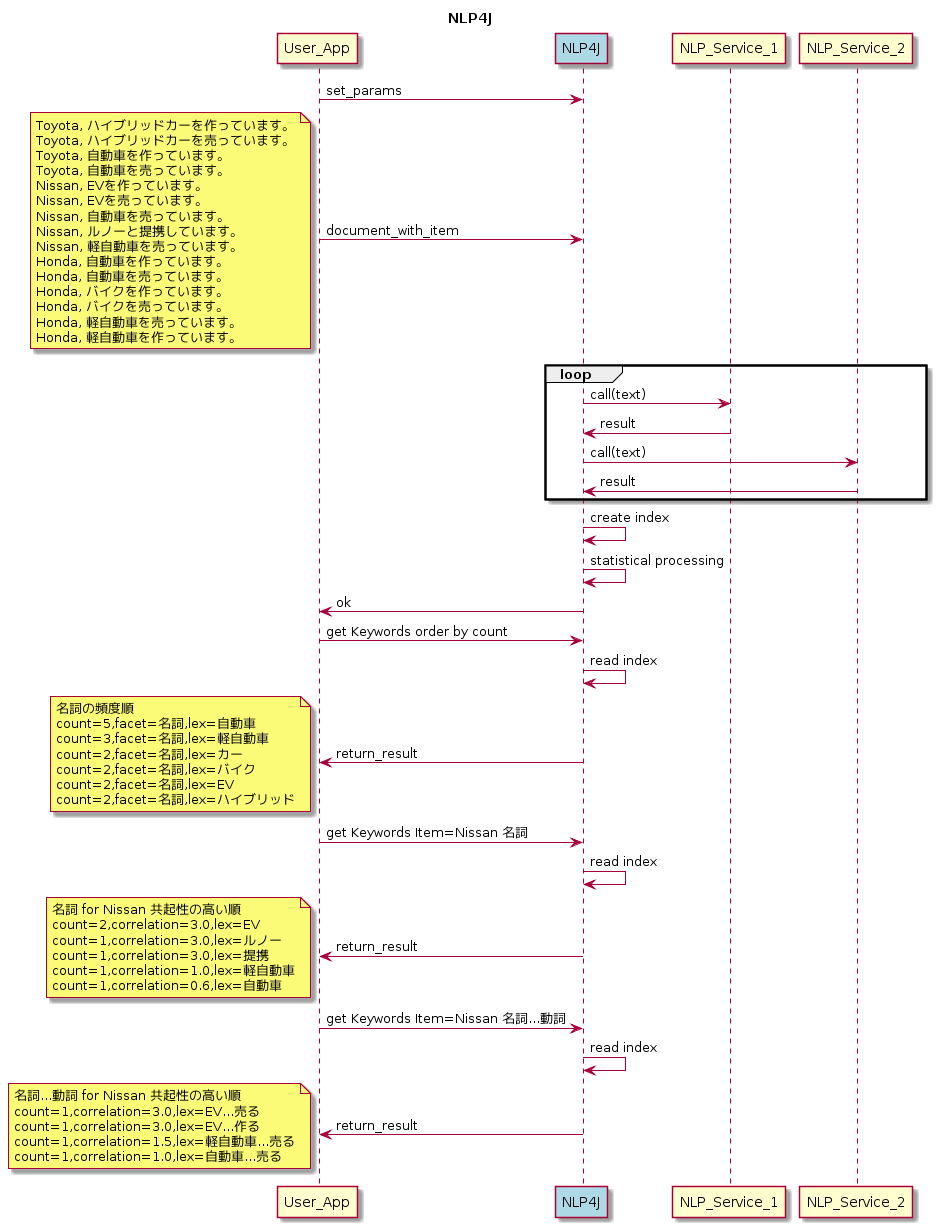 NLP4J
User_App
NLP4J
NLP_Service_1
NLP_Service_2
set_params
Toyota, ハイブリッドカーを作っています。
Toyota, ハイブリッドカーを売っています。
Toyota, 自動車を作っています。
Toyota, 自動車を売っています。
Nissan, EVを作っています。
Nissan, EVを売っています。
Nissan, 自動車を売っています。
Nissan, ルノーと提携しています。
Nissan, 軽自動車を売っています。
Honda, 自動車を作っています。
Honda, 自動車を売っています。
Honda, バイクを作っています。
Honda, バイクを売っています。
Honda, 軽自動車を売っています。
Honda, 軽自動車を作っています。
document_with_item
loop
call(text)
result
call(text)
result
create index
statistical processing
ok
get Keywords order by count
read index
名詞の頻度順
count=5,facet=名詞,lex=自動車
count=3,facet=名詞,lex=軽自動車
count=2,facet=名詞,lex=カー
count=2,facet=名詞,lex=バイク
count=2,facet=名詞,lex=EV
count=2,facet=名詞,lex=ハイブリッド
return_result
get Keywords Item=Nissan 名詞
read index
名詞 for Nissan 共起性の高い順
count=2,correlation=3.0,lex=EV
count=1,correlation=3.0,lex=ルノー
count=1,correlation=3.0,lex=提携
count=1,correlation=1.0,lex=軽自動車
count=1,correlation=0.6,lex=自動車
return_result
get Keywords Item=Nissan 名詞...動詞
read index
名詞...動詞 for Nissan 共起性の高い順
count=1,correlation=3.0,lex=EV...売る
count=1,correlation=3.0,lex=EV...作る
count=1,correlation=1.5,lex=軽自動車...売る
count=1,correlation=1.0,lex=自動車...売る
return_result
User_App
NLP4J
NLP_Service_1
NLP_Service_2